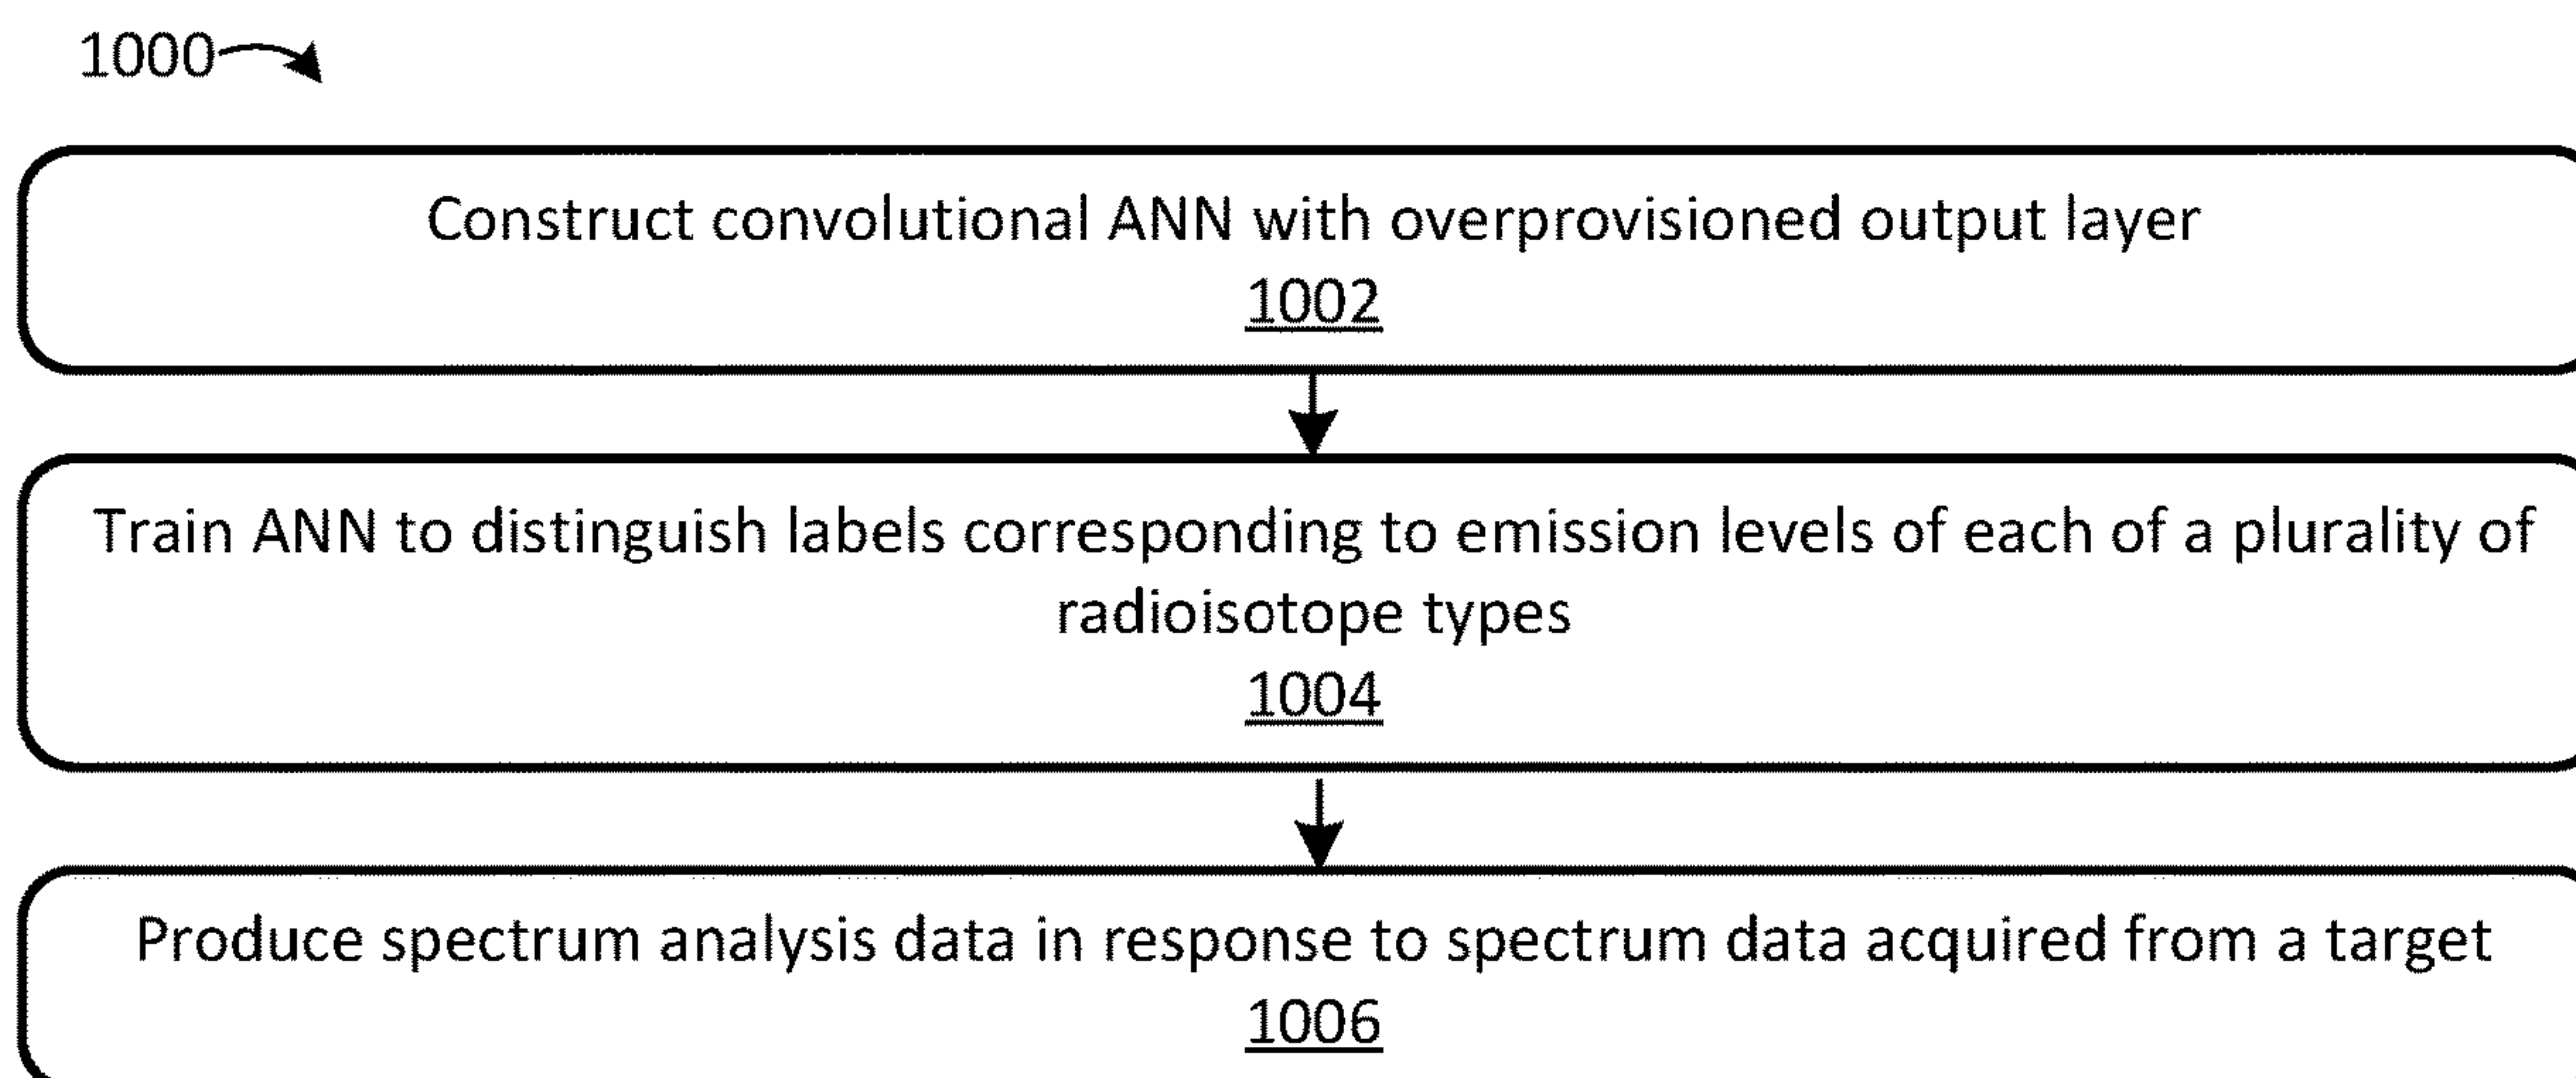 1000
Construct convolutional ANN with overprovisioned output layer
1002
Train ANN to distinguish labels corresponding to emission levels of each of a plurality of
radioisotope types
1004
Produce spectrum analysis data in response to spectrum data acquired from a target
1006